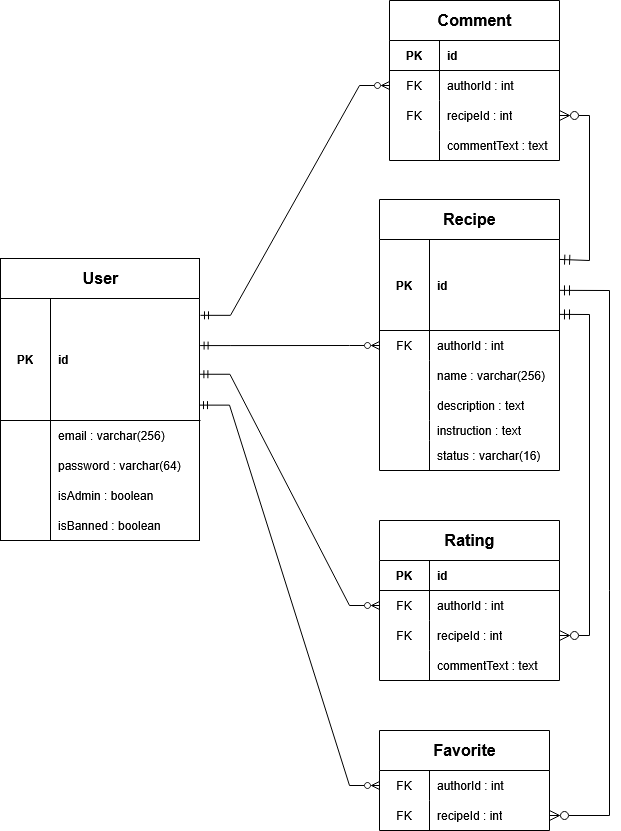 Comment
PK id
FK authorId : int
FK recipeId : int
commentText : text
Recipe
PK id
FK authorId : int
name : varchar(256)
description : text
instruction : text
status : varchar(16)
User
PK id
email : varchar(256)
password : varchar(64)
isAdmin : boolean
isBanned : boolean
Rating
PK id
FK authorId : int
FK recipeId : int
commentText : text
Favorite
FK authorId : int
FK recipeId : int